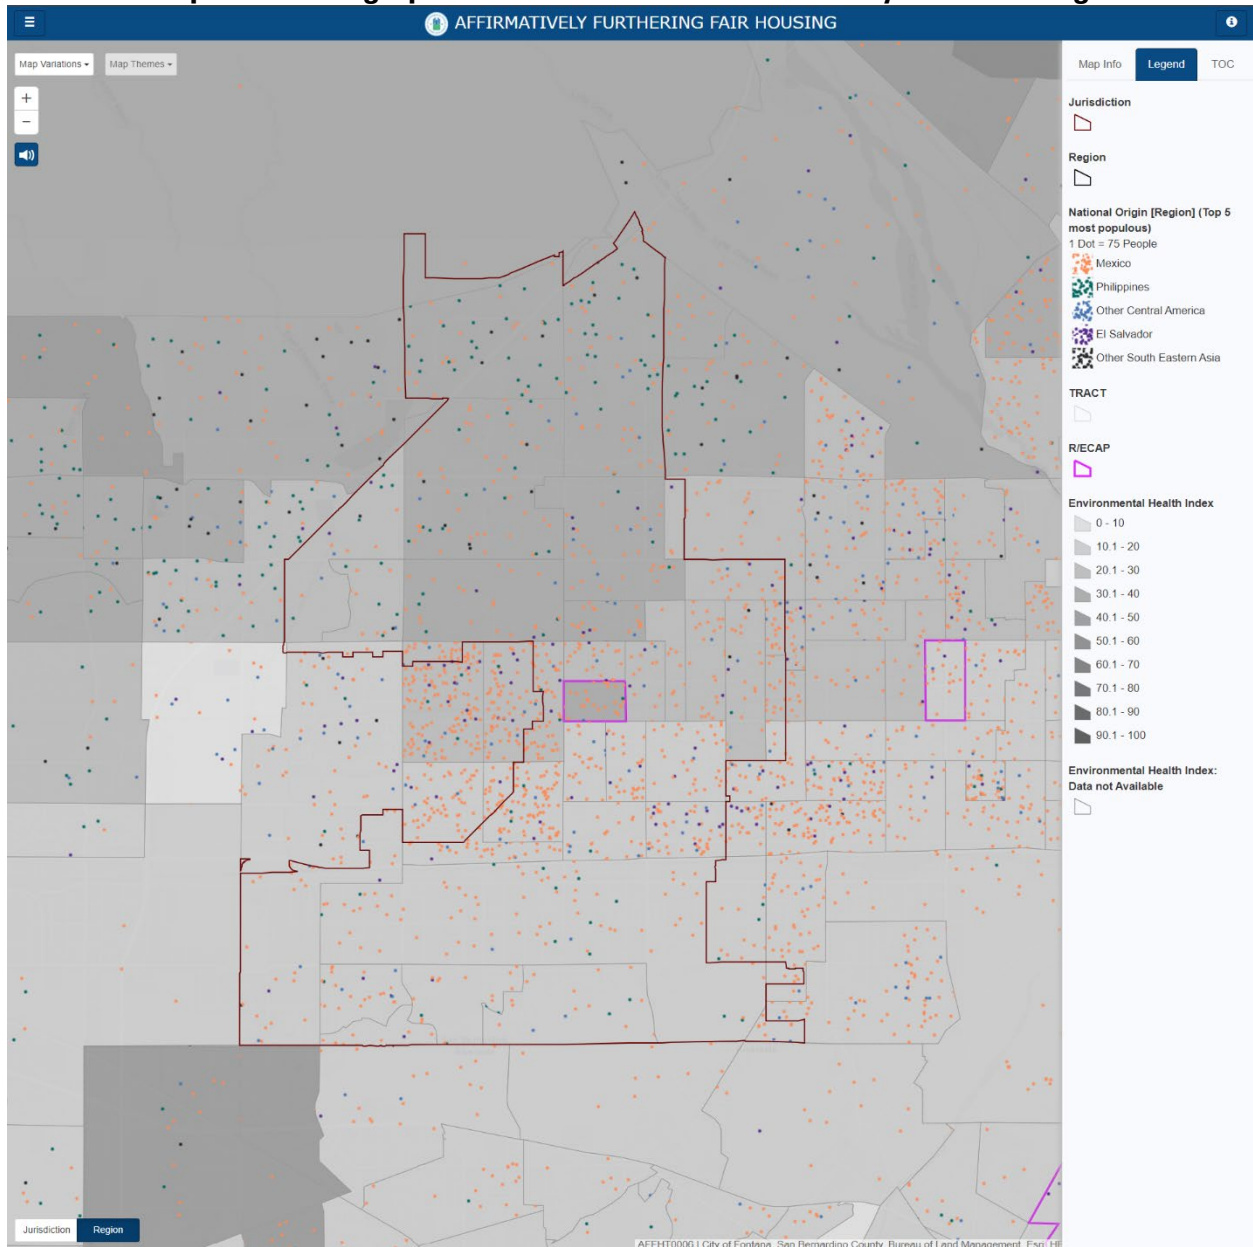 AFFIRMATIVELY FURTHERING FAIR HOUSING
Map Variations
Map Themes
+
−
Map Info
Legend
TOC
Jurisdiction
Region
National Origin [Region] (Top 5
most populous)
1 Dot = 75 People
Mexico
Philippines
Other Central America
El Salvador
Other South Eastern Asia
TRACT
R/ECAP
Environmental Health Index
0 - 10
10.1 - 20
20.1 - 30
30.1 - 40
40.1 - 50
50.1 - 60
60.1 - 70
70.1 - 80
80.1 - 90
90.1 - 100
Environmental Health Index:
Data not Available
Jurisdiction
Region
AFFHT0006 | City of Fontana, San Bernardino County, Bureau of Land Management, Esri, HE